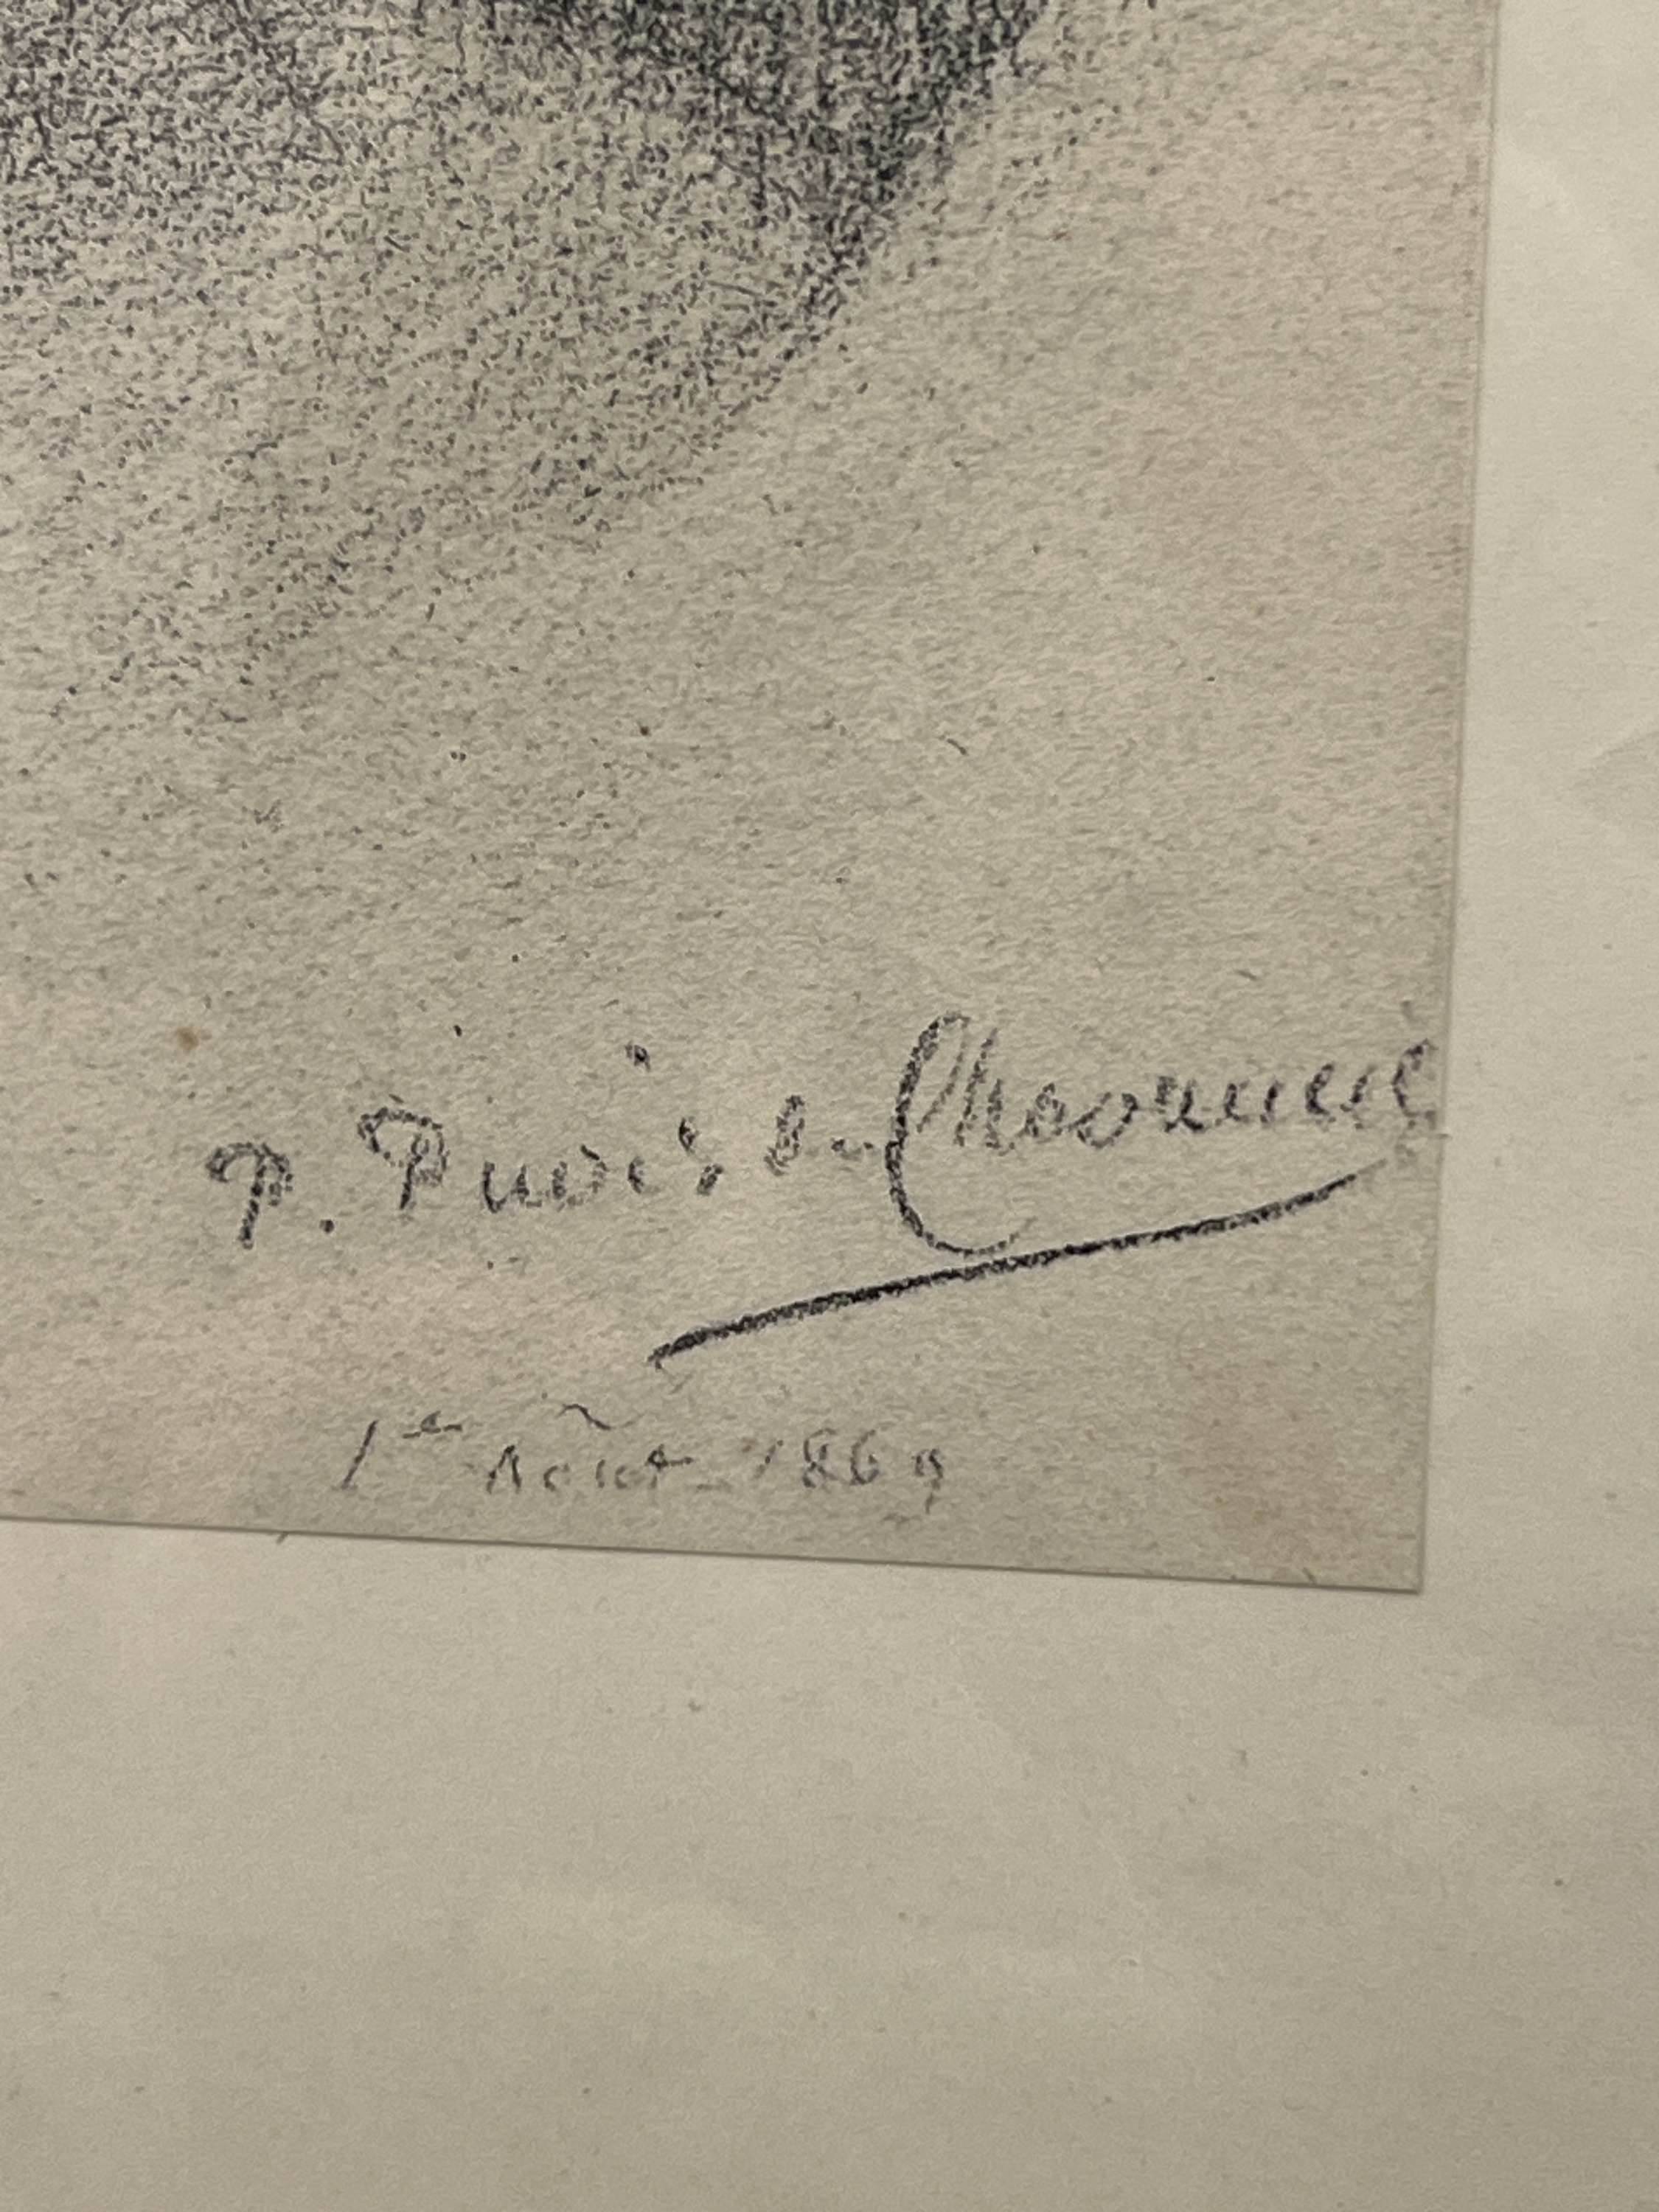 P. Puvis de Chavannes
1er Août 1869